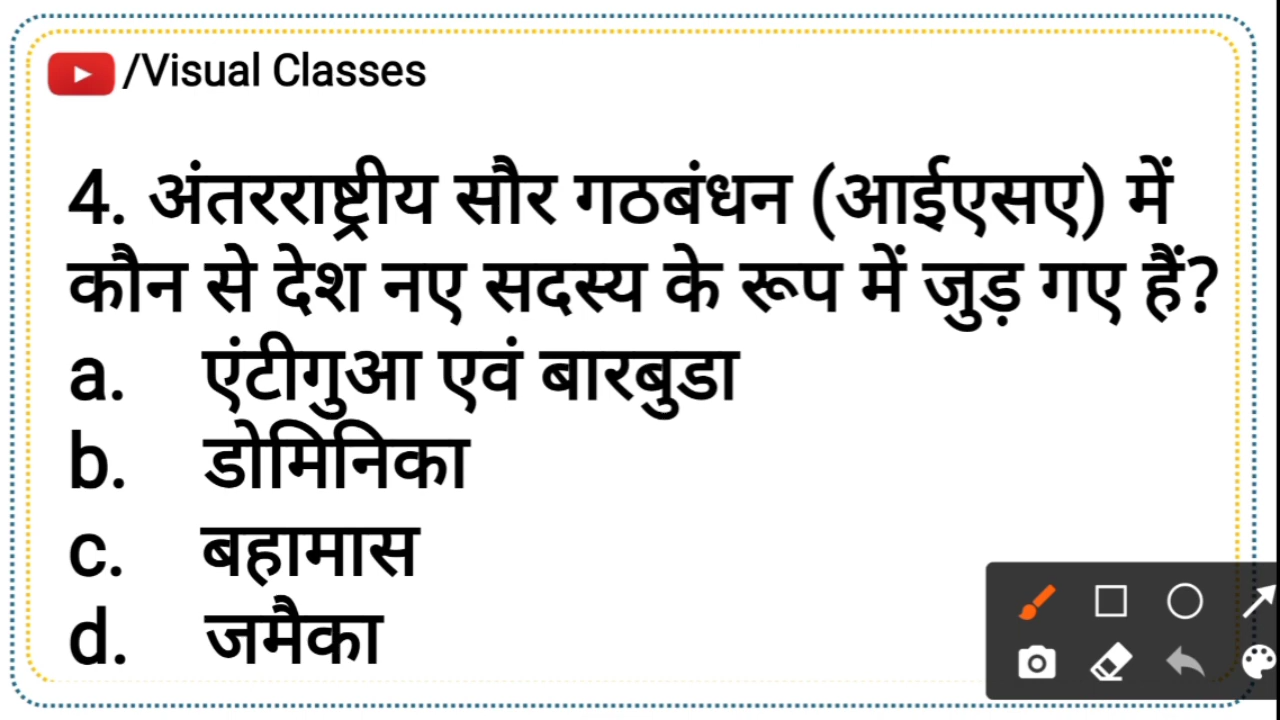 /Visual Classes
4. अंतरराष्ट्रीय सौर गठबंधन (आईएसए) में
कौन से देश नए सदस्य के रूप में जुड़ गए हैं?
a. एंटीगुआ एवं बारबुडा
b. डोमिनिका
c. बहामास
d. जमैका